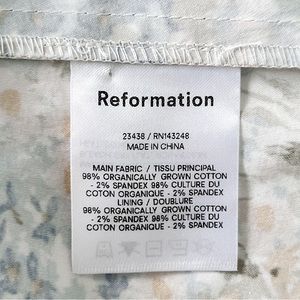 Reformation
23438 / RN143248
MADE IN CHINA
MAIN FABRIC / TISSU PRINCIPAL
98% ORGANICALLY GROWN COTTON
- 2% SPANDEX 98% CULTURE DU
COTON ORGANIQUE - 2% SPANDEX
LINING / DOUBLURE
98% ORGANICALLY GROWN COTTON
- 2% SPANDEX 98% CULTURE DU
COTON ORGANIQUE - 2% SPANDEX